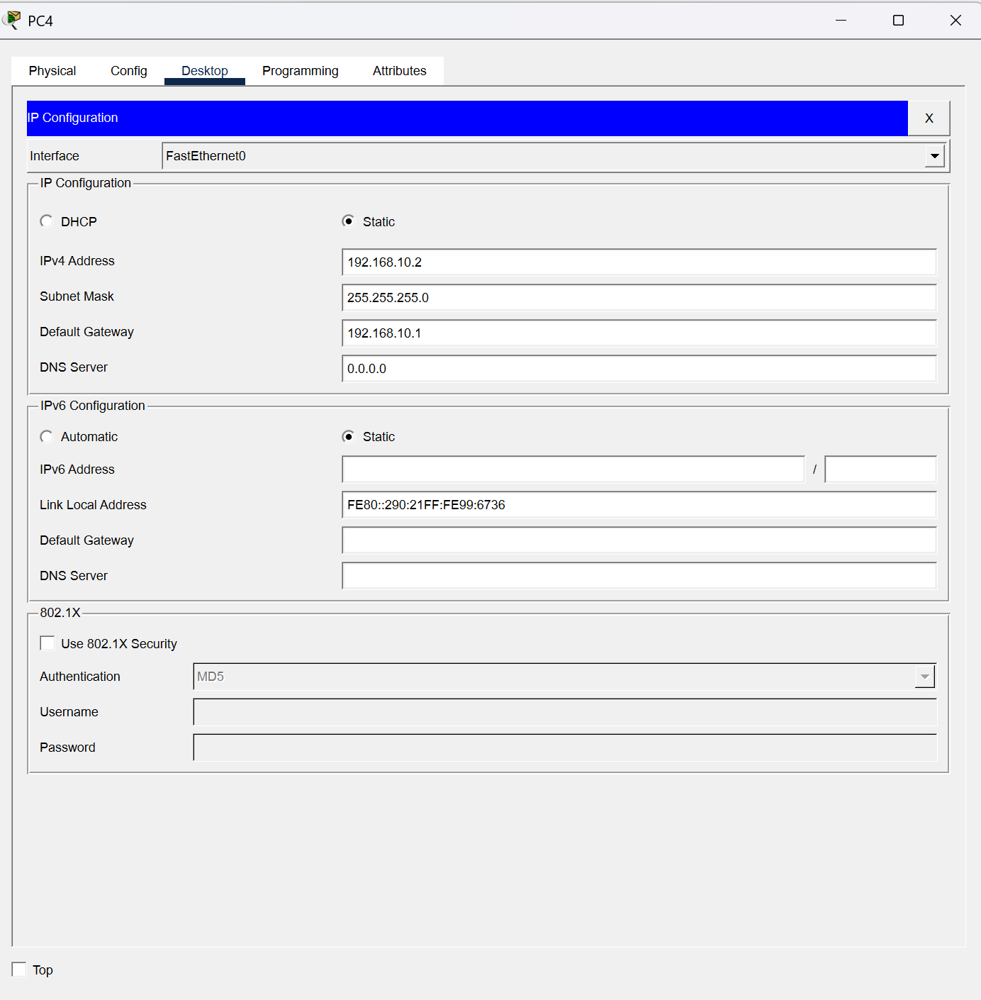 PC4
Physical Config Desktop Programming Attributes
IP Configuration X
Interface FastEthernet0
IP Configuration
DHCP Static
IPv4 Address 192.168.10.2
Subnet Mask 255.255.255.0
Default Gateway 192.168.10.1
DNS Server 0.0.0.0
IPv6 Configuration
Automatic Static
IPv6 Address /
Link Local Address FE80::290:21FF:FE99:6736
Default Gateway
DNS Server
802.1X
Use 802.1X Security
Authentication MD5
Username
Password
Top